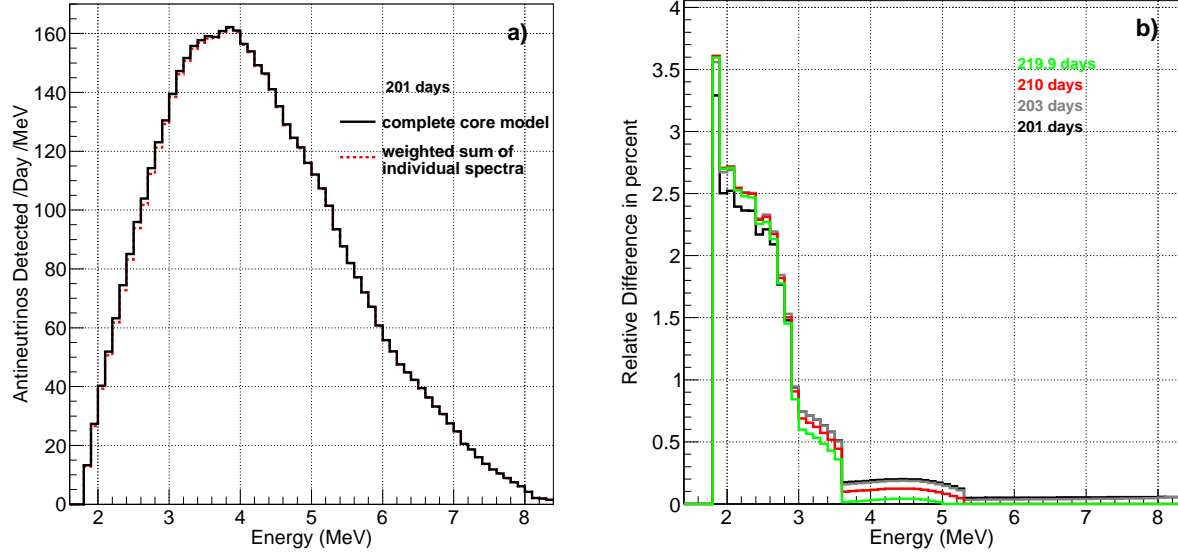 a)
201 days
complete core model
weighted sum of
individual spectra
Antineutrinos Detected /Day /MeV
160
140
120
100
80
60
40
20
0
2 3 4 5 6 7 8
Energy (MeV)
b)
219.9 days
210 days
203 days
201 days
Relative Difference in percent
4
3.5
3
2.5
2
1.5
1
0.5
0
2 3 4 5 6 7 8
Energy (MeV)